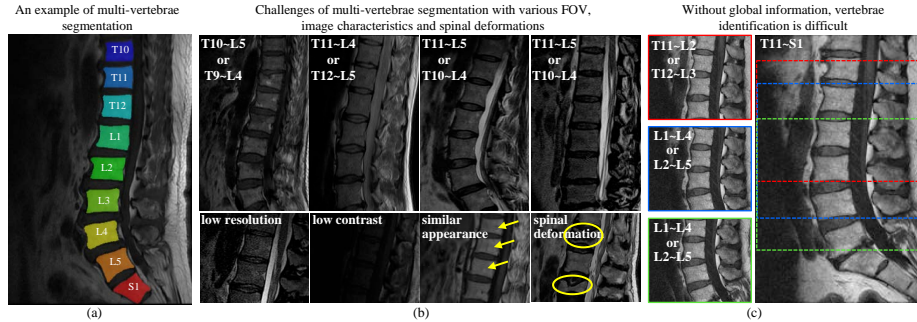 An example of multi-vertebrae
segmentation
T10
T11
T12
L1
L2
L3
L4
L5
S1
(a)
Challenges of multi-vertebrae segmentation with various FOV,
image characteristics and spinal deformations
T10~L5
or
T9~L4
T11~L4
or
T12~L5
T11~L5
or
T10~L4
T11~L5
or
T10~L4
low resolution
low contrast
similar
appearance
spinal
deformation
(b)
Without global information, vertebrae
identification is difficult
T11~L2
or
T12~L3
L1~L4
or
L2~L5
L1~L4
or
L2~L5
T11~S1
(c)